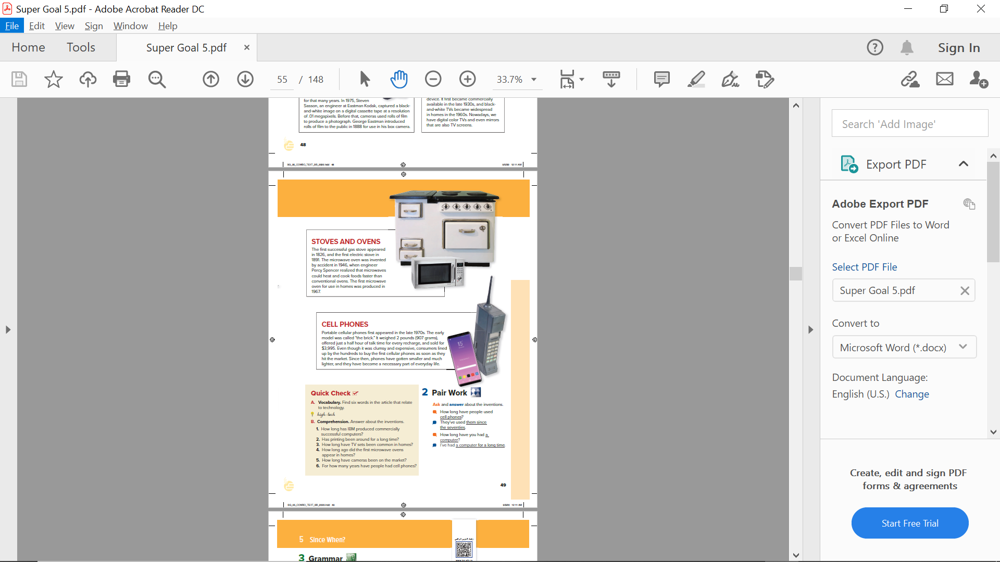 Super Goal 5.pdf - Adobe Acrobat Reader DC
File Edit View Sign Window Help
Home Tools Super Goal 5.pdf Sign In
55 / 148 33.7%
for that many years. In 1975, Steven
Sasson, an engineer at Eastman Kodak, captured a black-
and-white image on a digital cassette tape at a resolution
of .01 megapixels. Before that, cameras used rolls of film
to produce a photograph. George Eastman introduced
rolls of film to the public in 1888 for use in his box camera.
device. It first became commercially
available in the late 1930s, and black-
and-white TVs became widespread
in homes in the 1960s. Nowadays, we
have digital color TVs and even mirrors
that are also TV screens.
48
SG_05_COMBO_TEXT_SB_2020.indd 48
5/5/20 12:11 AM
STOVES AND OVENS
The first successful gas stove appeared
in 1826, and the first electric stove in
1891. The microwave oven was invented
by accident in 1946, when engineer
Percy Spencer realized that microwaves
could heat and cook foods faster than
conventional ovens. The first microwave
oven for use in homes was produced in
1967.
CELL PHONES
Portable cellular phones first appeared in the late 1970s. The early
model was called "the brick." It weighed 2 pounds (907 grams),
offered just a half hour of talk time for every recharge, and sold for
$3,995. Even though it was clumsy and expensive, consumers lined
up by the hundreds to buy the first cellular phones as soon as they
hit the market. Since then, phones have gotten smaller and much
lighter, and they have become a necessary part of everyday life.
Quick Check
A. Vocabulary. Find six words in the article that relate
to technology.
high-tech
B. Comprehension. Answer about the inventions.
1. How long has IBM produced commercially
successful computers?
2. Has printing been around for a long time?
3. How long have TV sets been common in homes?
4. How long ago did the first microwave ovens
appear in homes?
5. How long have cameras been on the market?
6. For how many years have people had cell phones?
2 Pair Work
Ask and answer about the inventions.
How long have people used
cell phones?
They've used them since
the seventies.
How long have you had a
computer?
I've had a computer for a long time.
49
SG_05_COMBO_TEXT_SB_2020.indd 49
5/5/20 12:11 AM
5 Since When?
3 Grammar
Search 'Add Image'
Export PDF
Adobe Export PDF
Convert PDF Files to Word
or Excel Online
Select PDF File
Super Goal 5.pdf
Convert to
Microsoft Word (*.docx)
Document Language:
English (U.S.) Change
Create, edit and sign PDF
forms & agreements
Start Free Trial